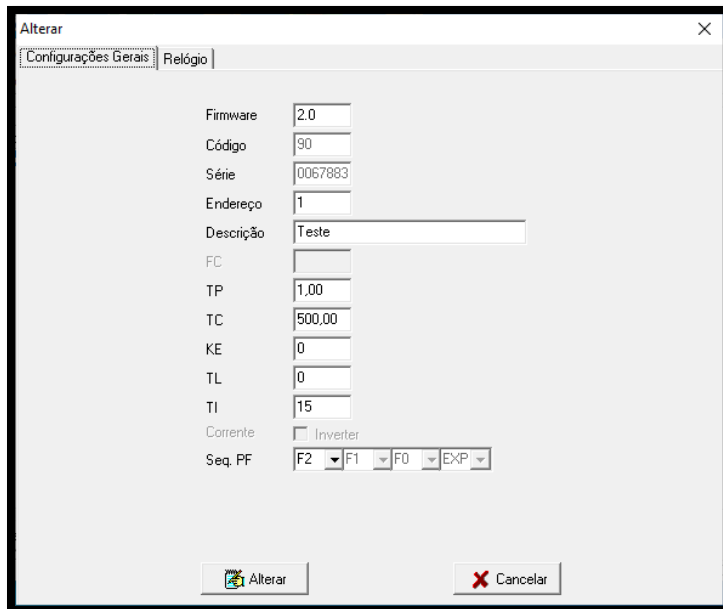 Alterar
Configurações Gerais Relógio
Firmware 2.0
Código 90
Série 0067883
Endereço 1
Descrição Teste
FC
TP 1,00
TC 500,00
KE 0
TL 0
TI 15
Corrente Inverter
Seq. PF F2 F1 F0 EXP
Alterar Cancelar